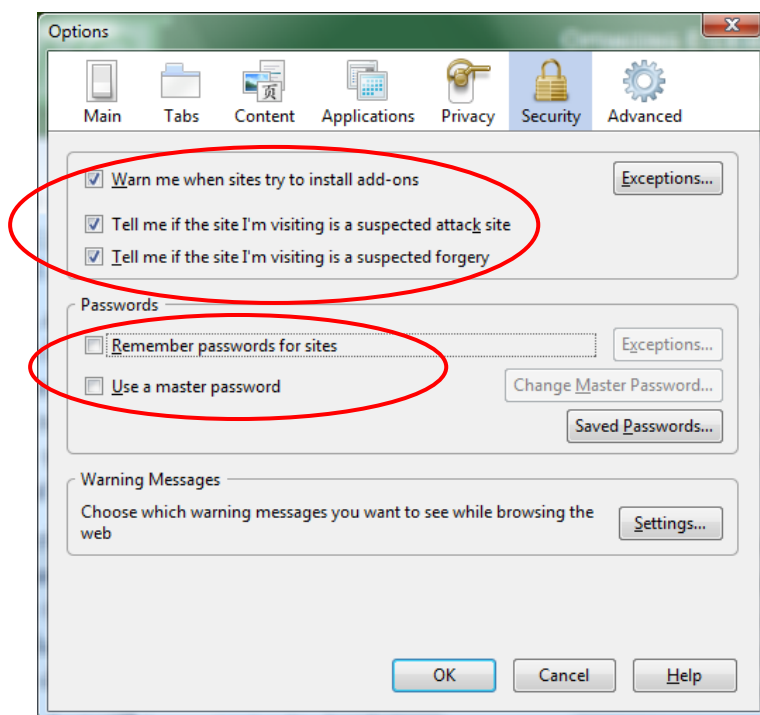 Options
Main Tabs Content Applications Privacy Security Advanced
Warn me when sites try to install add-ons Exceptions...
Tell me if the site I'm visiting is a suspected attack site
Tell me if the site I'm visiting is a suspected forgery
Passwords
Remember passwords for sites Exceptions...
Use a master password Change Master Password...
Saved Passwords...
Warning Messages
Choose which warning messages you want to see while browsing the
web
Settings...
OK Cancel Help